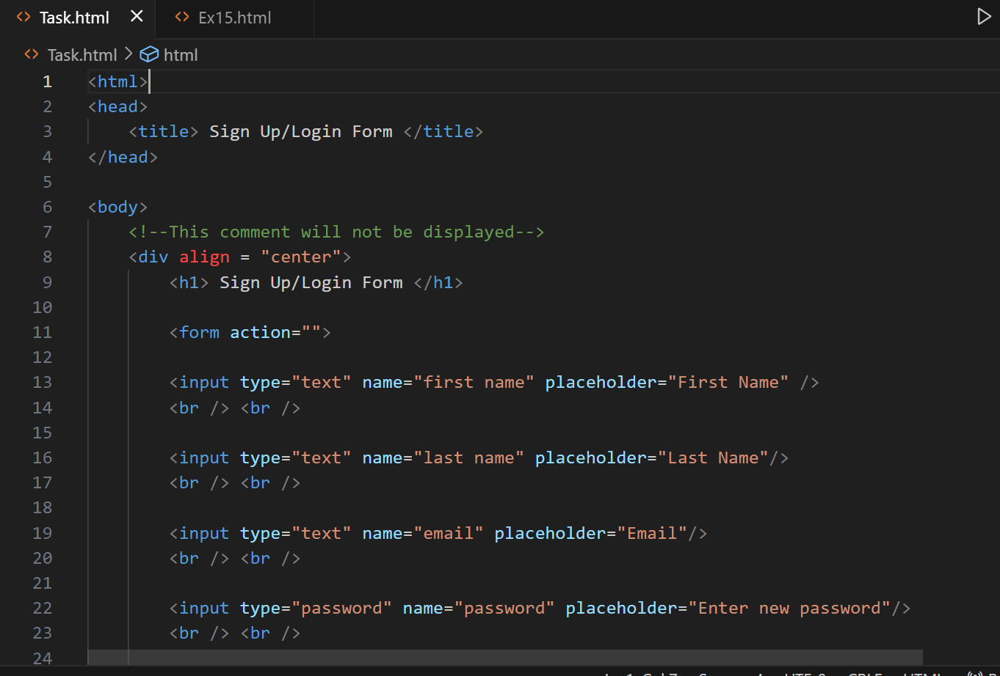 Task.html Ex15.html
Task.html > html
1 <html>
2 <head>
3 <title> Sign Up/Login Form </title>
4 </head>
5
6 <body>
7 <!--This comment will not be displayed-->
8 <div align = "center">
9 <h1> Sign Up/Login Form </h1>
10
11 <form action="">
12
13 <input type="text" name="first name" placeholder="First Name" />
14 <br /> <br />
15
16 <input type="text" name="last name" placeholder="Last Name"/>
17 <br /> <br />
18
19 <input type="text" name="email" placeholder="Email"/>
20 <br /> <br />
21
22 <input type="password" name="password" placeholder="Enter new password"/>
23 <br /> <br />
24